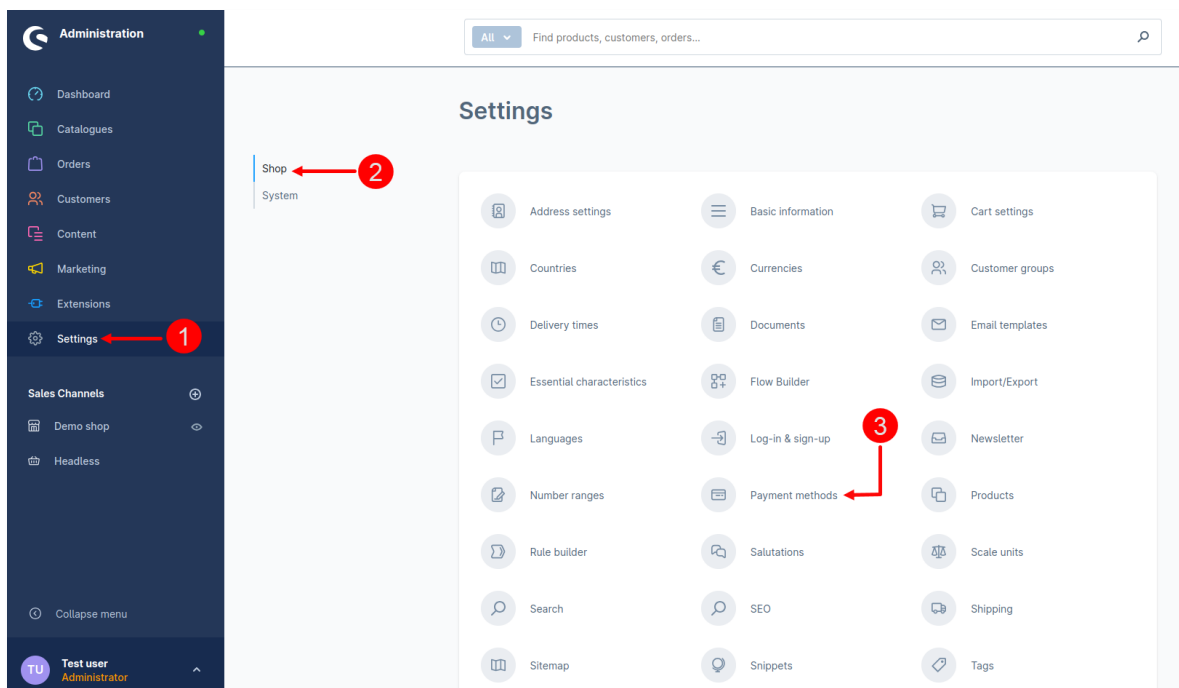 Administration
All
Find products, customers, orders...
Dashboard
Catalogues
Orders
Customers
Content
Marketing
Extensions
Settings
1
Sales Channels
Demo shop
Headless
Collapse menu
TU
Test user
Administrator
Settings
Shop
2
System
Address settings
Basic information
Cart settings
Countries
€
Currencies
Customer groups
Delivery times
Documents
Email templates
Essential characteristics
Flow Builder
Import/Export
Languages
Log-in & sign-up
3
Newsletter
Number ranges
Payment methods
Products
Rule builder
Salutations
Scale units
Search
SEO
Shipping
Sitemap
Snippets
Tags